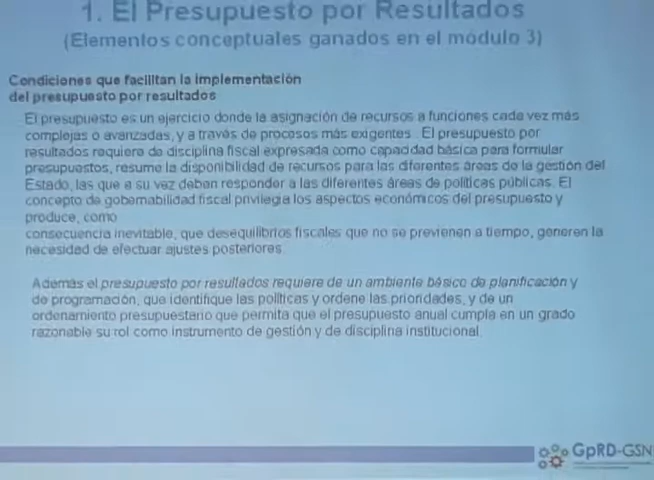 1. El Presupuesto por Resultados
(Elementos conceptuales ganados en el módulo 3)
Condiciones que facilitan la implementación
del presupuesto por resultados
El presupuesto es un ejercicio donde la asignación de recursos a funciones cada vez más
complejas o avanzadas, y a través de procesos más exigentes. El presupuesto por
resultados requiere de disciplina fiscal expresada como capacidad básica para formular
presupuestos, resume la disponibilidad de recursos para las diferentes áreas de la gestión del
Estado, las que a su vez deben responder a las diferentes áreas de políticas públicas. El
concepto de gobernabilidad fiscal privilegia los aspectos económicos del presupuesto y
produce, como
consecuencia inevitable, que desequilibrios fiscales que no se previenen a tiempo, generen la
necesidad de efectuar ajustes posteriores.
Además el presupuesto por resultados requiere de un ambiente básico de planificación y
de programación, que identifique las políticas y ordene las prioridades, y de un
ordenamiento presupuestario que permita que el presupuesto anual cumpla en un grado
razonable su rol como instrumento de gestión y de disciplina institucional.
GpRD-GSN